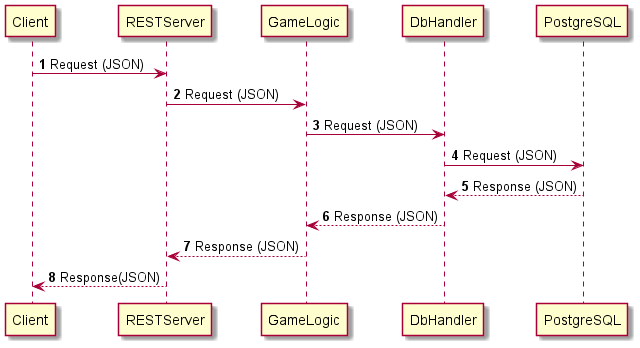 Client RESTServer GameLogic DbHandler PostgreSQL
1 Request (JSON)
2 Request (JSON)
3 Request (JSON)
4 Request (JSON)
5 Response (JSON)
6 Response (JSON)
7 Response (JSON)
8 Response(JSON)
Client RESTServer GameLogic DbHandler PostgreSQL